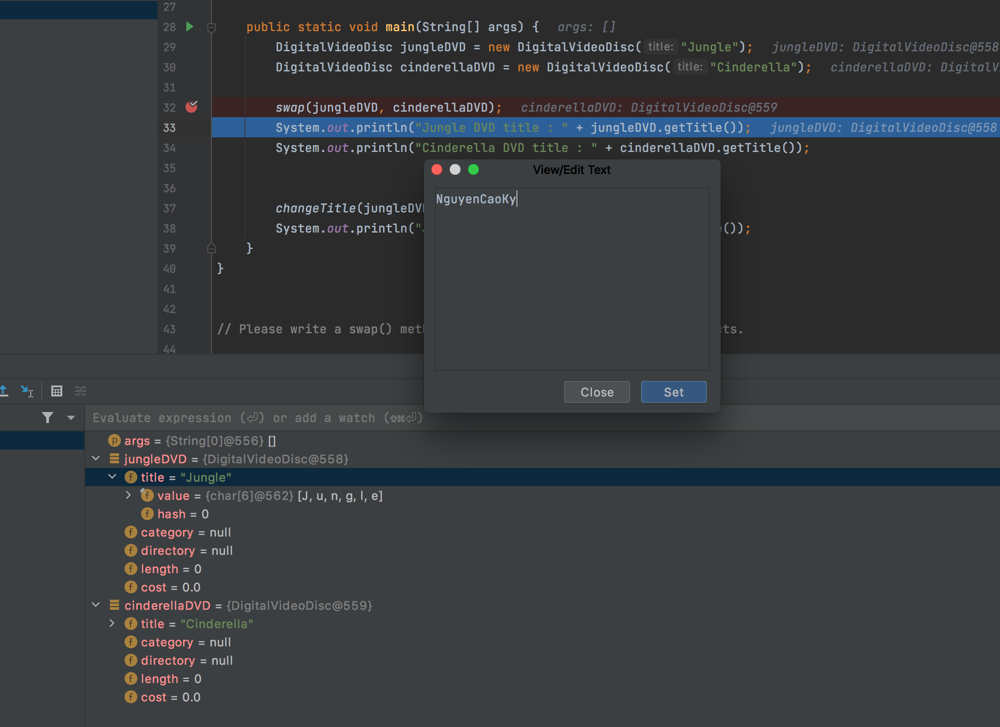 27
28 public static void main(String[] args) { args: []
29 DigitalVideoDisc jungleDVD = new DigitalVideoDisc( title: "Jungle"); jungleDVD: DigitalVideoDisc@558
30 DigitalVideoDisc cinderellaDVD = new DigitalVideoDisc( title: "Cinderella"); cinderellaDVD:
31
32 swap(jungleDVD, cinderellaDVD); cinderellaDVD: DigitalVideoDisc@559
33 System.out.println("Jungle DVD title : " + jungleDVD.getTitle()); jungleDVD: DigitalVideoDisc@558
34 System.out.println("Cinderella DVD title : " + cinderellaDVD.getTitle());
35
36
37 changeTitle(
38 System.out.println(" ());
39 }
40 }
41
42
43 // Please write a swap()
44
View/Edit Text
NguyenCaoKy
Close Set
Evaluate expression (⏎) or add a watch (⇧⌘⏎)
p args = {String[0]@556} []
jungleDVD = {DigitalVideoDisc@558}
f title = "Jungle"
f value = {char[6]@562} [J, u, n, g, l, e]
f hash = 0
f category = null
f directory = null
f length = 0
f cost = 0.0
cinderellaDVD = {DigitalVideoDisc@559}
f title = "Cinderella"
f category = null
f directory = null
f length = 0
f cost = 0.0